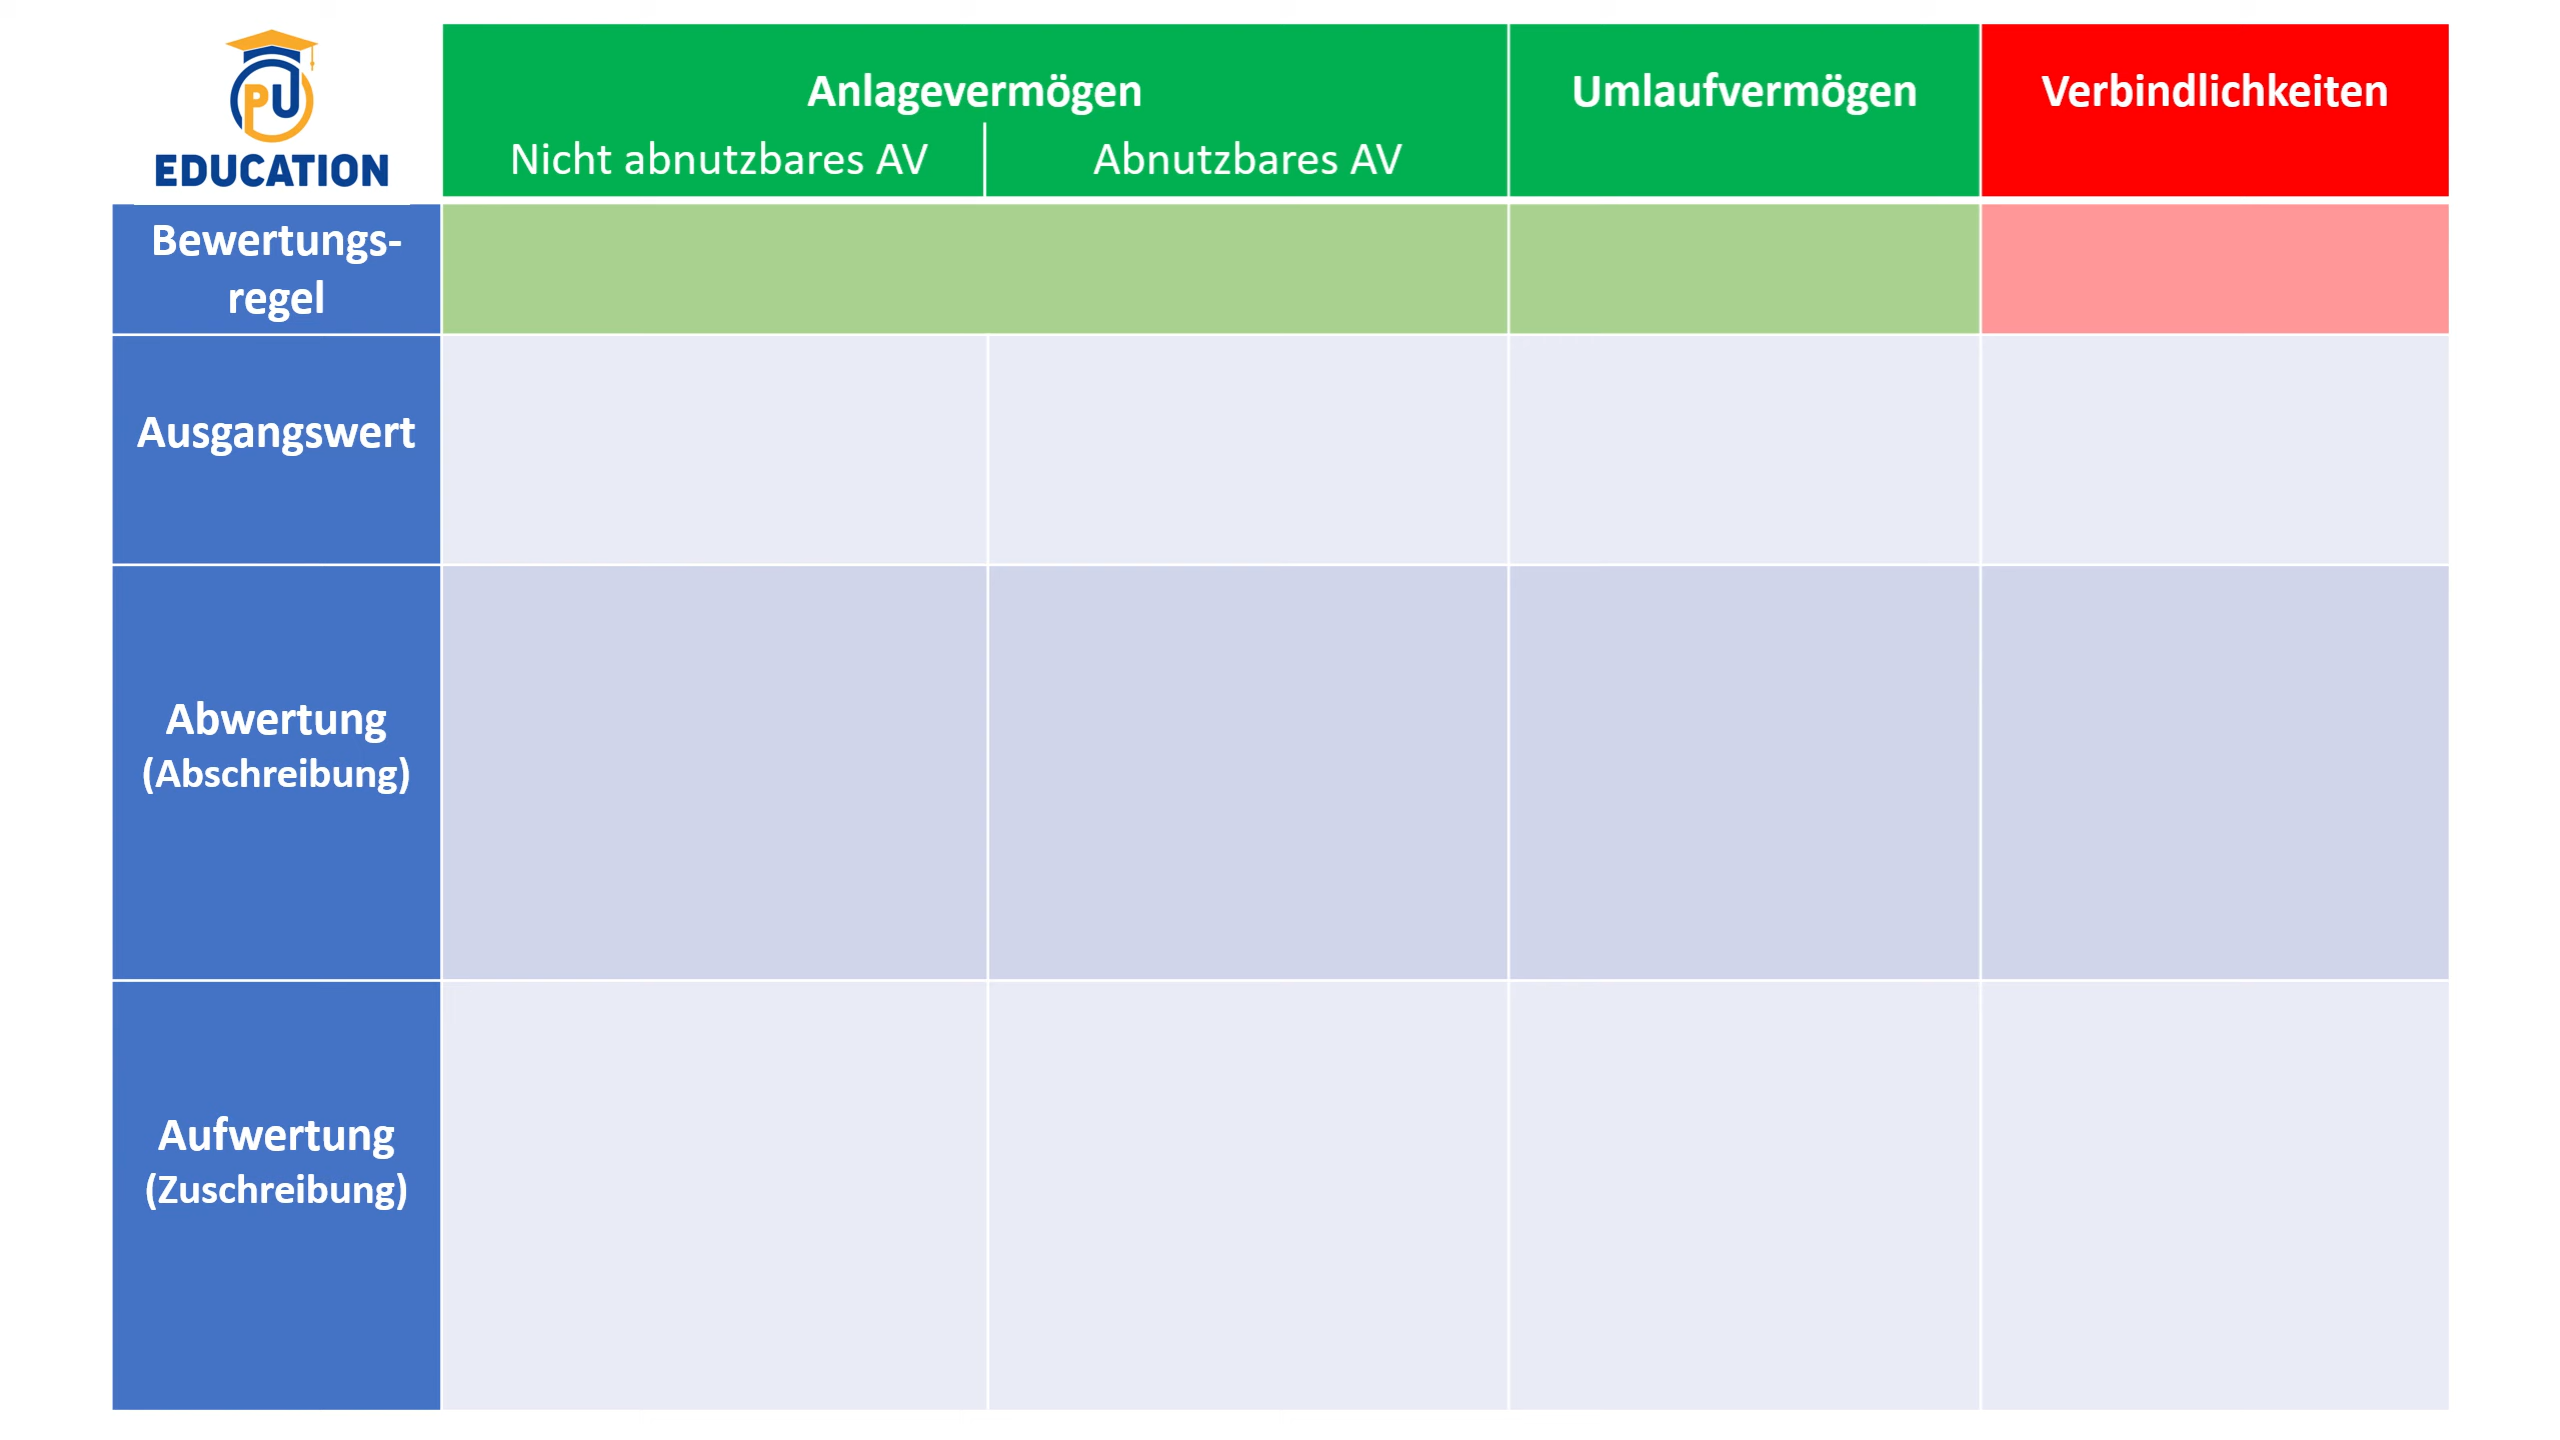 PU
EDUCATION
Anlagevermögen
Nicht abnutzbares AV
Abnutzbares AV
Umlaufvermögen
Verbindlichkeiten
Bewertungs-
regel
Ausgangswert
Abwertung
(Abschreibung)
Aufwertung
(Zuschreibung)